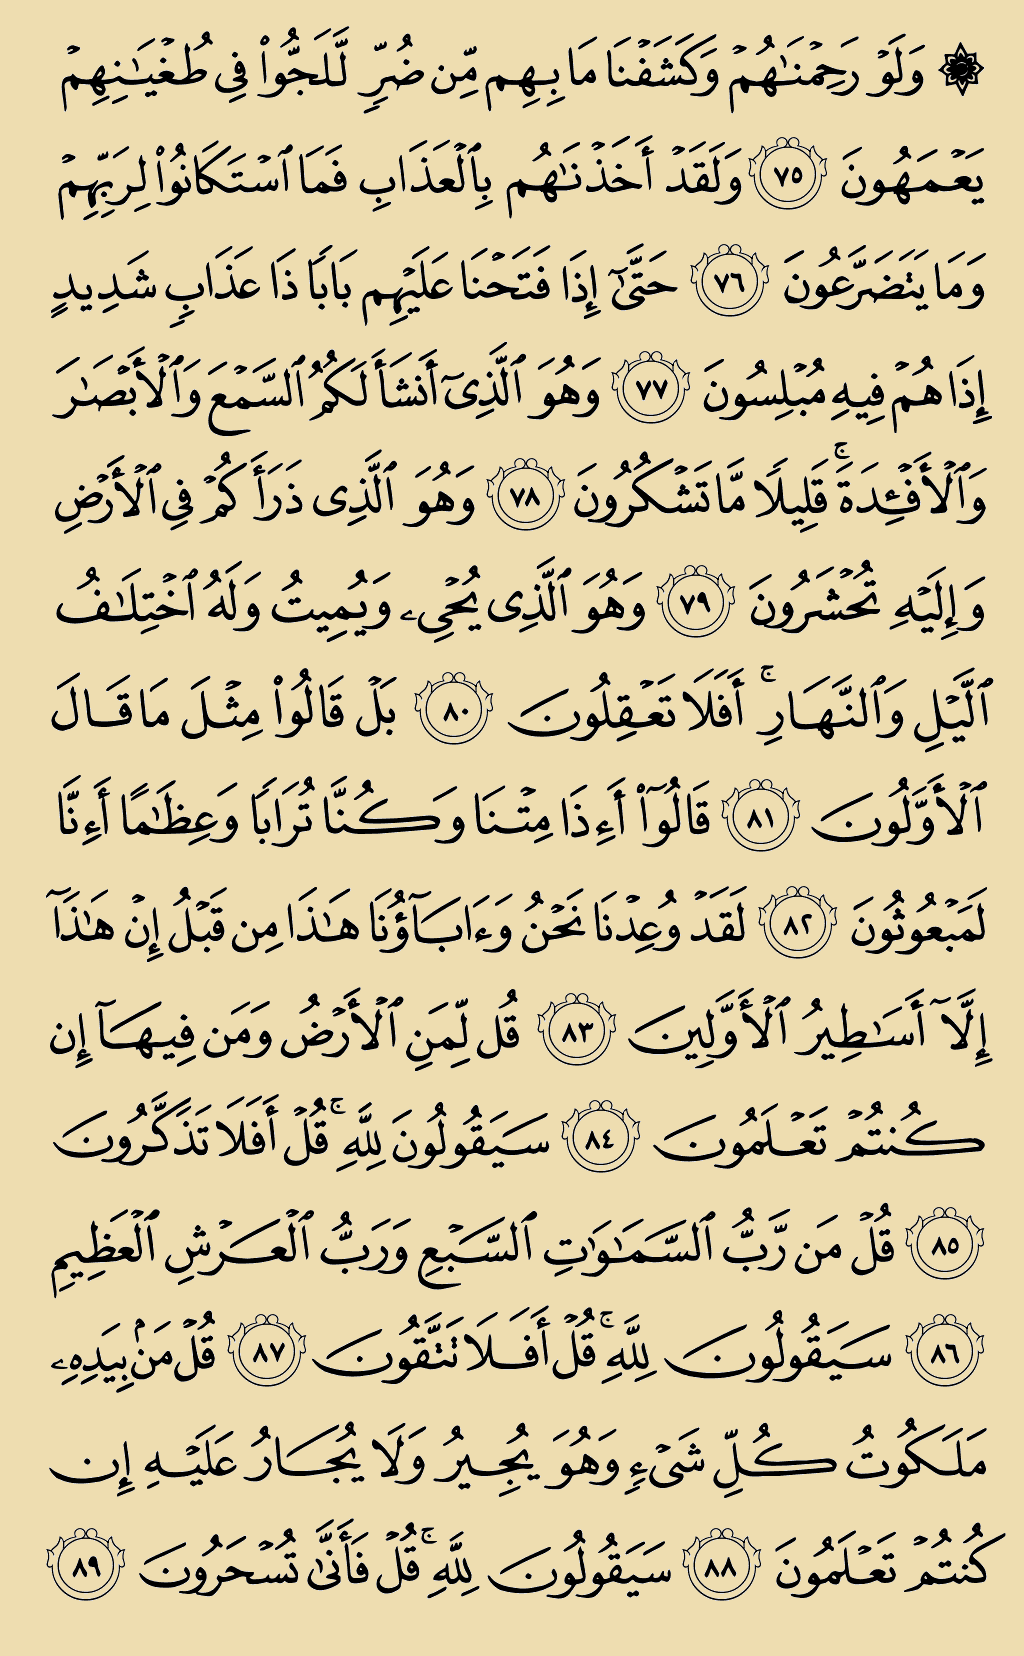 ۞ وَلَوْ رَحِمْنَـٰهُمْ وَكَشَفْنَا مَا بِهِم مِّن ضُرٍّ لَّلَجُّوا۟ فِى طُغْيَـٰنِهِمْ
يَعْمَهُونَ ٧٥ وَلَقَدْ أَخَذْنَـٰهُم بِٱلْعَذَابِ فَمَا ٱسْتَكَانُوا۟ لِرَبِّهِمْ
وَمَا يَتَضَرَّعُونَ ٧٦ حَتَّىٰٓ إِذَا فَتَحْنَا عَلَيْهِم بَابًا ذَا عَذَابٍ شَدِيدٍ
إِذَا هُمْ فِيهِ مُبْلِسُونَ ٧٧ وَهُوَ ٱلَّذِىٓ أَنشَأَ لَكُمُ ٱلسَّمْعَ وَٱلْأَبْصَـٰرَ
وَٱلْأَفْـِٔدَةَ ۚ قَلِيلًا مَّا تَشْكُرُونَ ٧٨ وَهُوَ ٱلَّذِى ذَرَأَكُمْ فِى ٱلْأَرْضِ
وَإِلَيْهِ تُحْشَرُونَ ٧٩ وَهُوَ ٱلَّذِى يُحْىِۦ وَيُمِيتُ وَلَهُ ٱخْتِلَـٰفُ
ٱلَّيْلِ وَٱلنَّهَارِ ۚ أَفَلَا تَعْقِلُونَ ٨٠ بَلْ قَالُوا۟ مِثْلَ مَا قَالَ
ٱلْأَوَّلُونَ ٨١ قَالُوٓا۟ أَءِذَا مِتْنَا وَكُنَّا تُرَابًا وَعِظَـٰمًا أَءِنَّا
لَمَبْعُوثُونَ ٨٢ لَقَدْ وُعِدْنَا نَحْنُ وَءَابَآؤُنَا هَـٰذَا مِن قَبْلُ إِنْ هَـٰذَآ
إِلَّآ أَسَـٰطِيرُ ٱلْأَوَّلِينَ ٨٣ قُل لِّمَنِ ٱلْأَرْضُ وَمَن فِيهَآ إِن
كُنتُمْ تَعْلَمُونَ ٨٤ سَيَقُولُونَ لِلَّهِ ۚ قُلْ أَفَلَا تَذَكَّرُونَ
٨٥ قُلْ مَن رَّبُّ ٱلسَّمَـٰوَٰتِ ٱلسَّبْعِ وَرَبُّ ٱلْعَرْشِ ٱلْعَظِيمِ
٨٦ سَيَقُولُونَ لِلَّهِ ۚ قُلْ أَفَلَا تَتَّقُونَ ٨٧ قُلْ مَنۢ بِيَدِهِۦ
مَلَكُوتُ كُلِّ شَىْءٍ وَهُوَ يُجِيرُ وَلَا يُجَارُ عَلَيْهِ إِن
كُنتُمْ تَعْلَمُونَ ٨٨ سَيَقُولُونَ لِلَّهِ ۚ قُلْ فَأَنَّىٰ تُسْحَرُونَ ٨٩